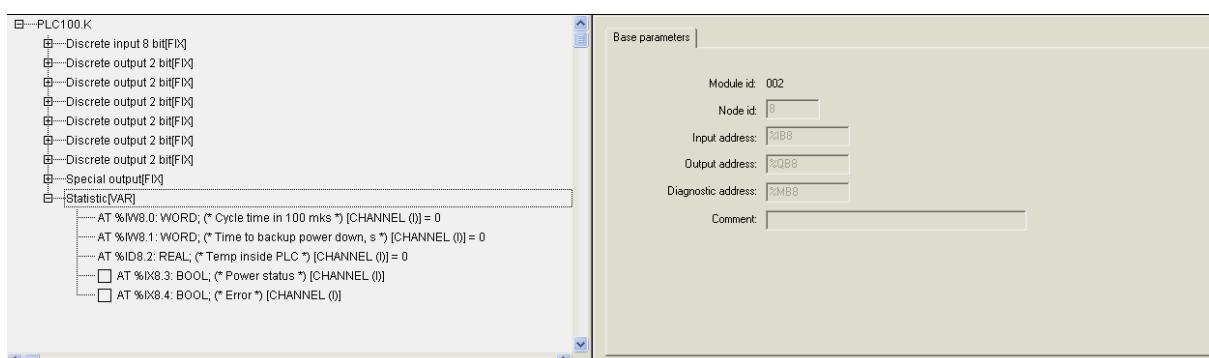 PLC100.K
Discrete input 8 bit[FIX]
Discrete output 2 bit[FIX]
Discrete output 2 bit[FIX]
Discrete output 2 bit[FIX]
Discrete output 2 bit[FIX]
Discrete output 2 bit[FIX]
Discrete output 2 bit[FIX]
Special output[FIX]
Statistic[VAR]
AT %IW8.0: WORD; (* Cycle time in 100 mks *) [CHANNEL (I)] = 0
AT %IW8.1: WORD; (* Time to backup power down, s *) [CHANNEL (I)] = 0
AT %ID8.2: REAL; (* Temp inside PLC *) [CHANNEL (I)] = 0
AT %IX8.3: BOOL; (* Power status *) [CHANNEL (I)]
AT %IX8.4: BOOL; (* Error *) [CHANNEL (I)]
Base parameters
Module id: 002
Node id: 8
Input address: %IB8
Output address: %QB8
Diagnostic address: %MB8
Comment: